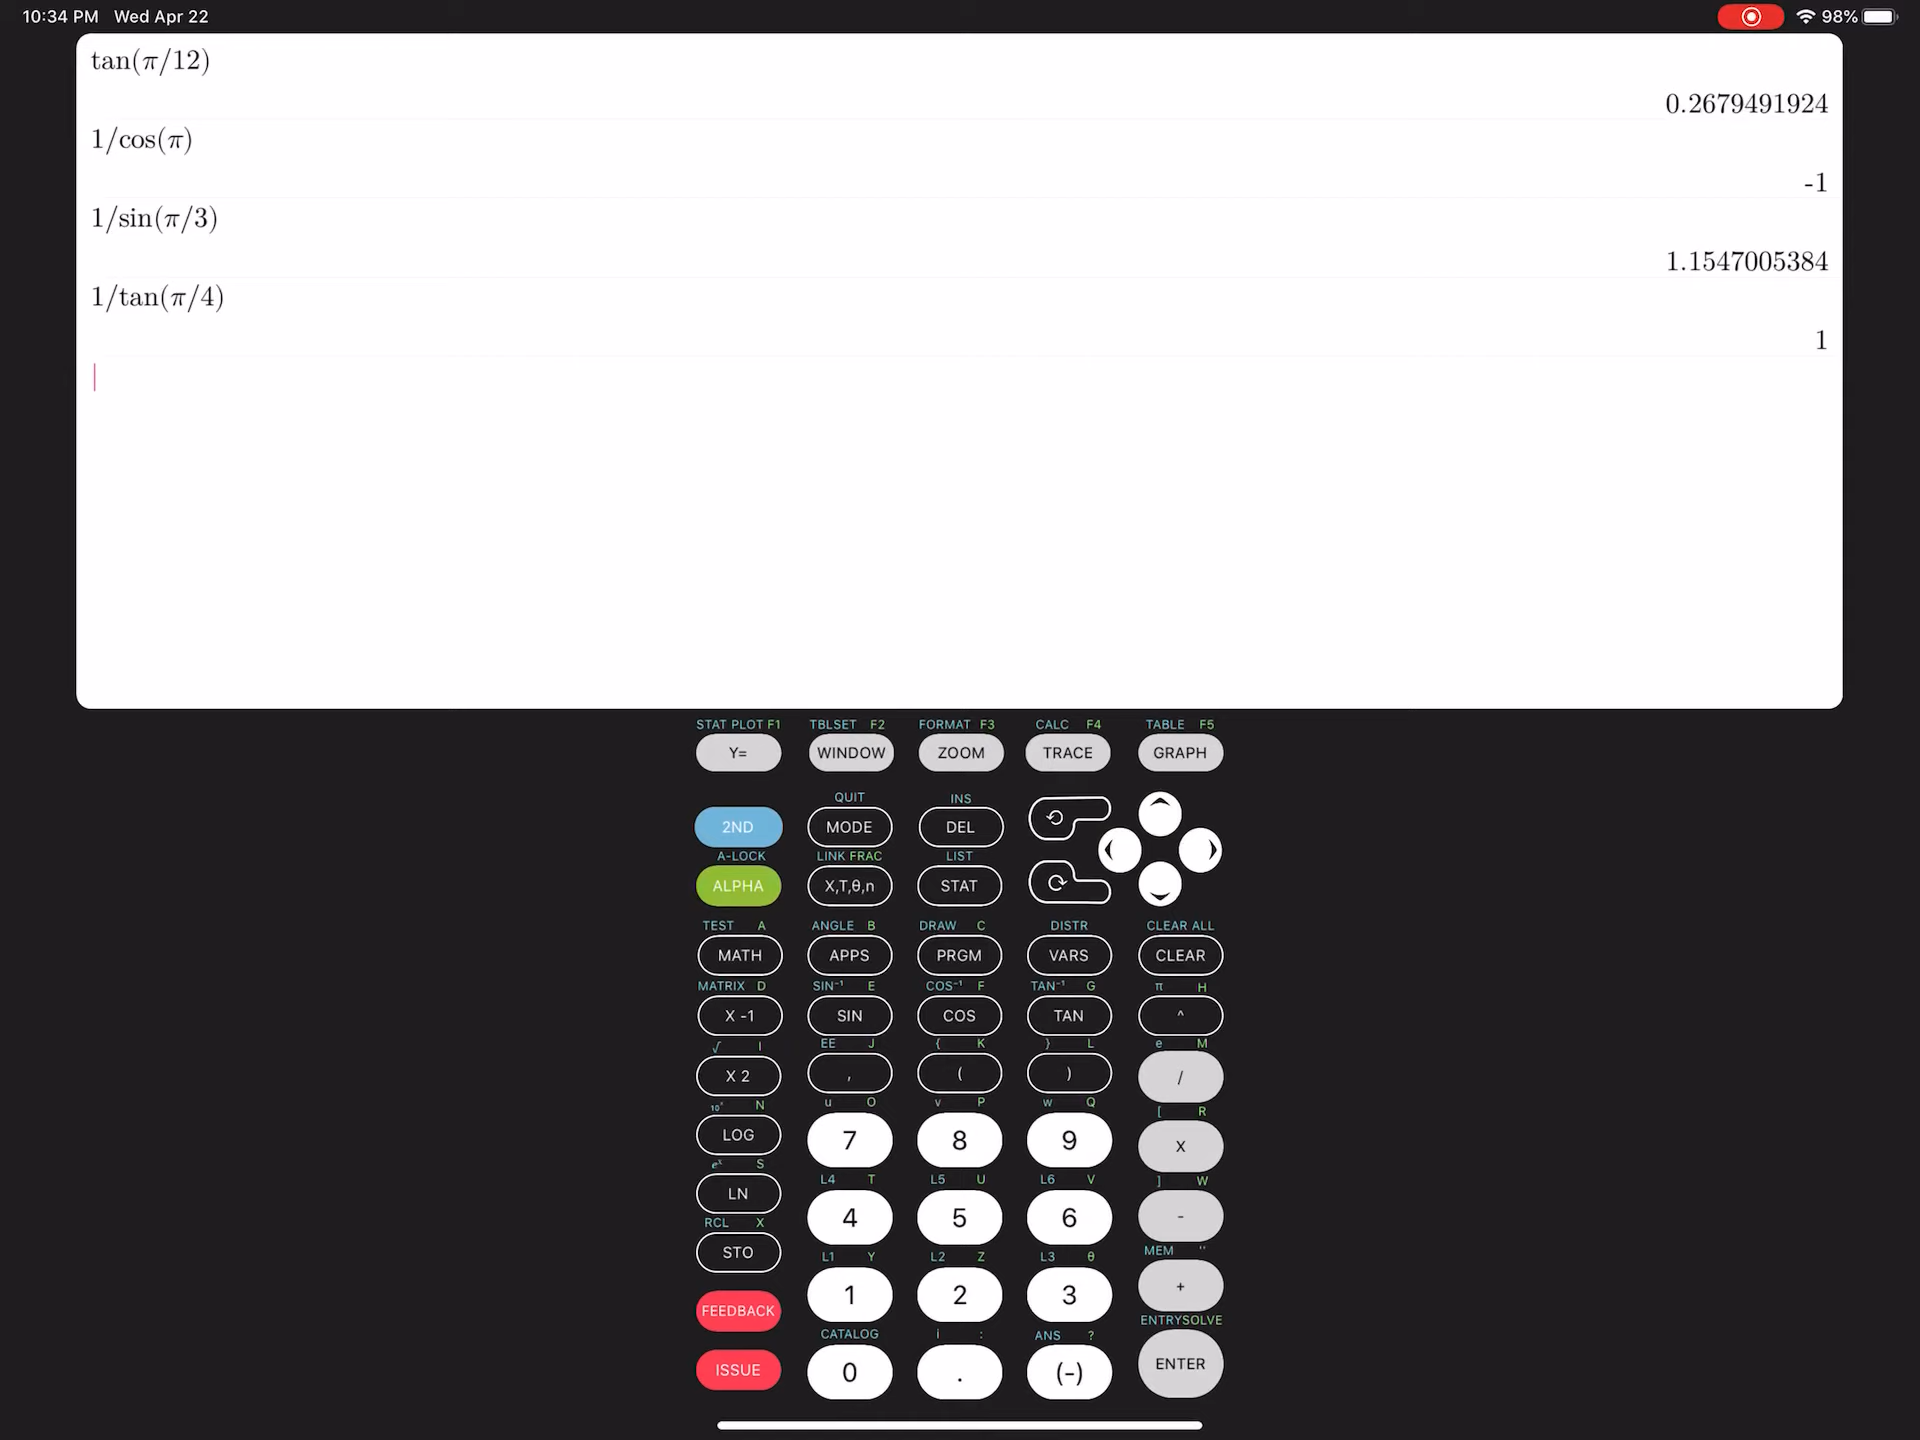 10:34 PM Wed Apr 22 98%
tan(π/12)
0.2679491924
1/cos(π)
-1
1/sin(π/3)
1.1547005384
1/tan(π/4)
1
STAT PLOT F1 TBLSET F2 FORMAT F3 CALC F4 TABLE F5
Y= WINDOW ZOOM TRACE GRAPH
QUIT INS
2ND MODE DEL
A-LOCK LINK FRAC LIST
ALPHA X,T,θ,n STAT
TEST A ANGLE B DRAW C DISTR CLEAR ALL
MATH APPS PRGM VARS CLEAR
MATRIX D SIN⁻¹ E COS⁻¹ F TAN⁻¹ G π H
X -1 SIN COS TAN ^
√ I EE J { K } L e M
X 2 , ( ) /
10ˣ N u O v P w Q [ R
LOG 7 8 9 X
eˣ S L4 T L5 U L6 V ] W
LN 4 5 6 -
RCL X L1 Y L2 Z L3 θ MEM "
STO 1 2 3 +
CATALOG i : ANS ? ENTRY SOLVE
FEEDBACK
ISSUE 0 . (-) ENTER